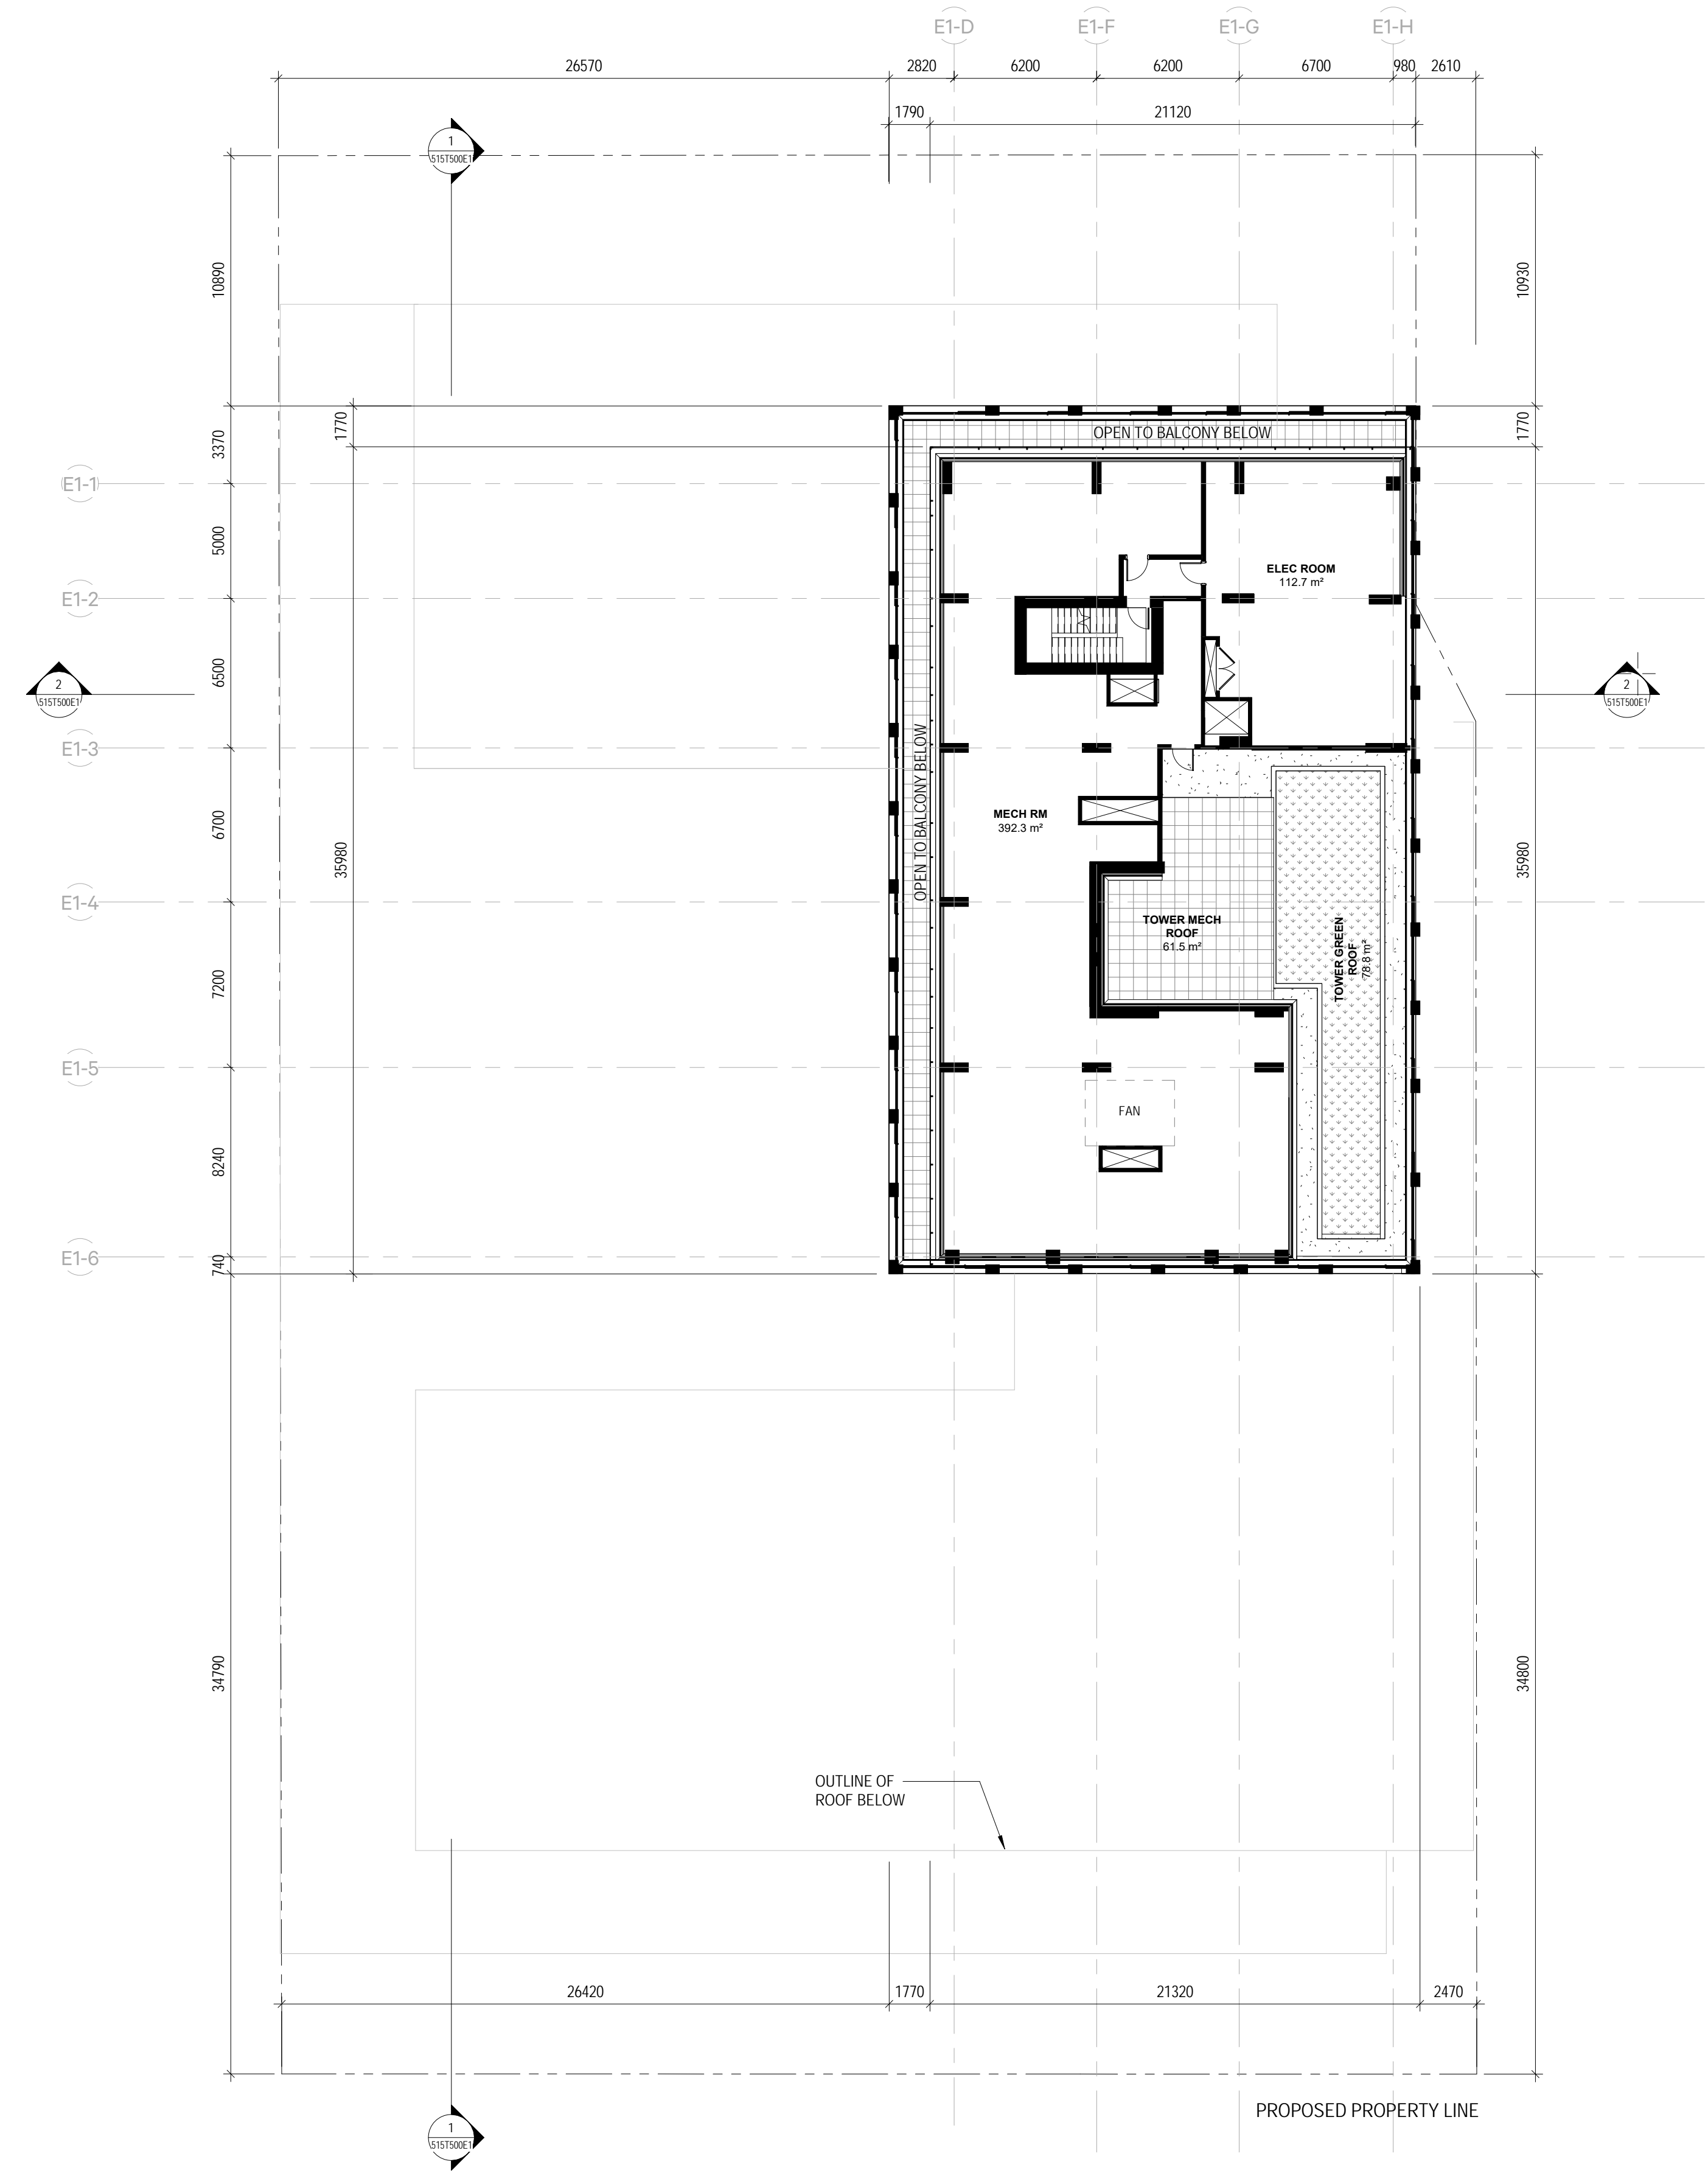 E1-D
E1-F
E1-G
E1-H
26570
2820
6200
6200
6700
980
2610
1790
21120
1
515T500E1
10890
10930
1770
3370
1770
OPEN TO BALCONY BELOW
E1-1
5000
ELEC ROOM
112.7 m²
E1-2
6500
2
515T500E1
2
515T500E1
E1-3
OPEN TO BALCONY BELOW
6700
35980
35980
MECH RM
392.3 m²
E1-4
TOWER MECH
ROOF
61.5 m²
TOWER GREEN
ROOF
78.8 m²
7200
E1-5
FAN
8240
E1-6
740
34790
34800
OUTLINE OF
ROOF BELOW
26420
1770
21320
2470
PROPOSED PROPERTY LINE
1
515T500E1